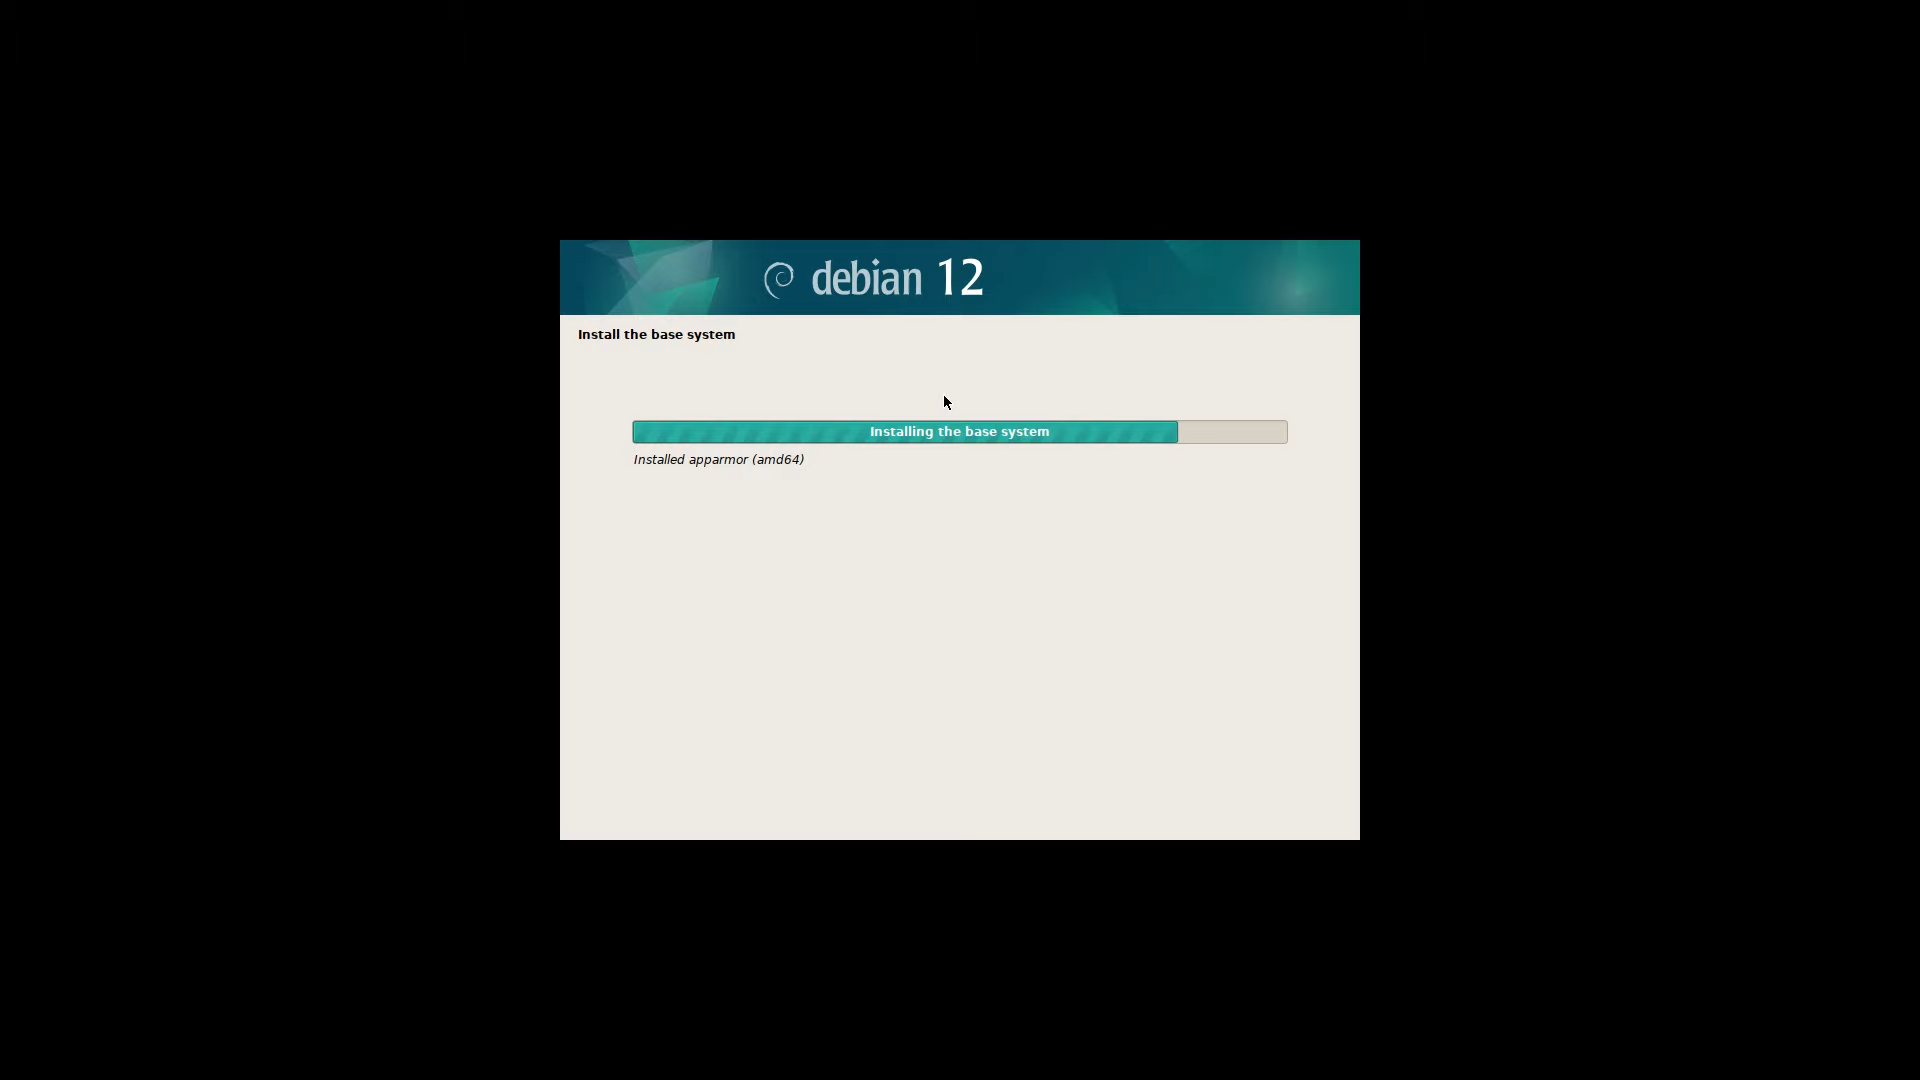 debian 12
Install the base system
Installing the base system
Installed apparmor (amd64)